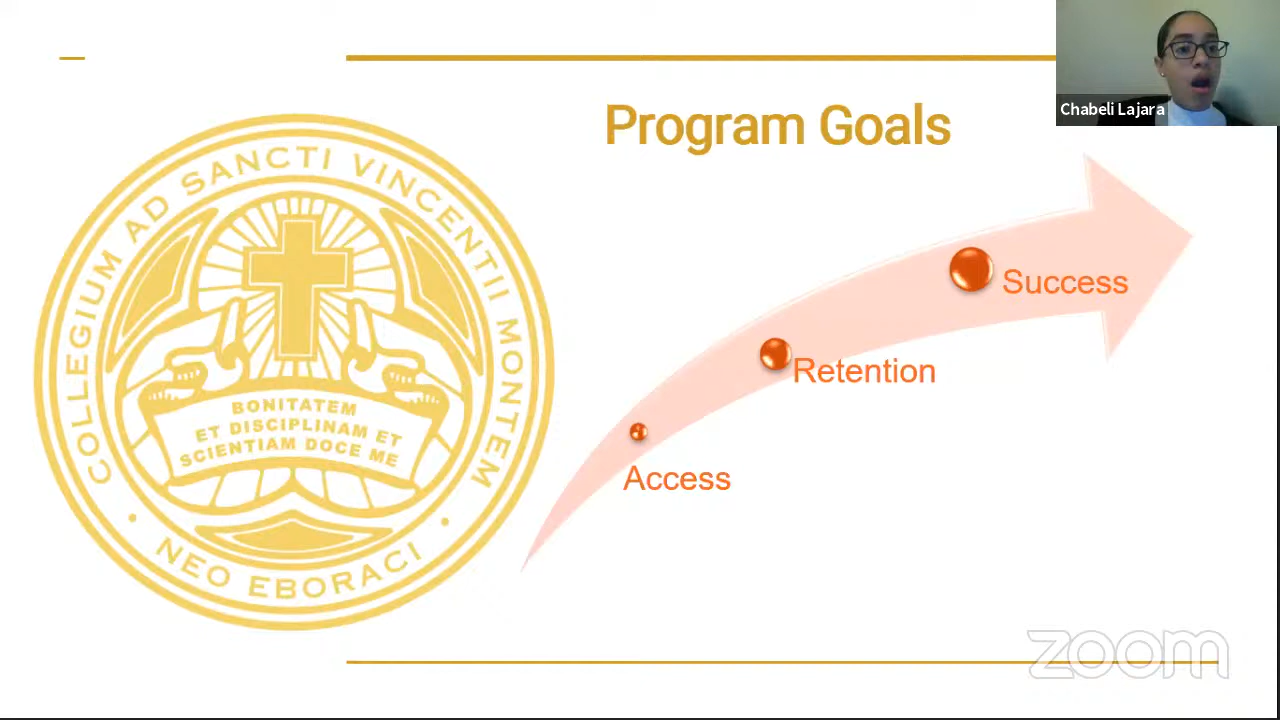 Program Goals
Chabeli Lajara
COLLEGIUM AD SANCTI VINCENTII MONTEM
BONITATEM
ET DISCIPLINAM ET
SCIENTIAM DOCE ME
• NEO EBORACI •
Success
Retention
Access
zoom